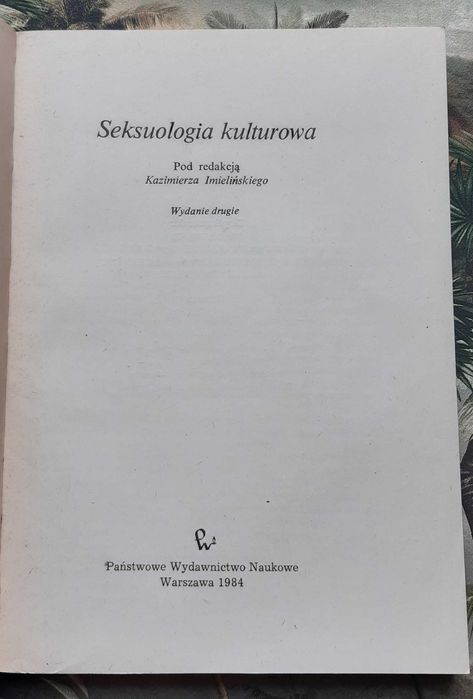 Seksuologia kulturowa
Pod redakcją
Kazimierza Imielińskiego
Wydanie drugie
Państwowe Wydawnictwo Naukowe
Warszawa 1984